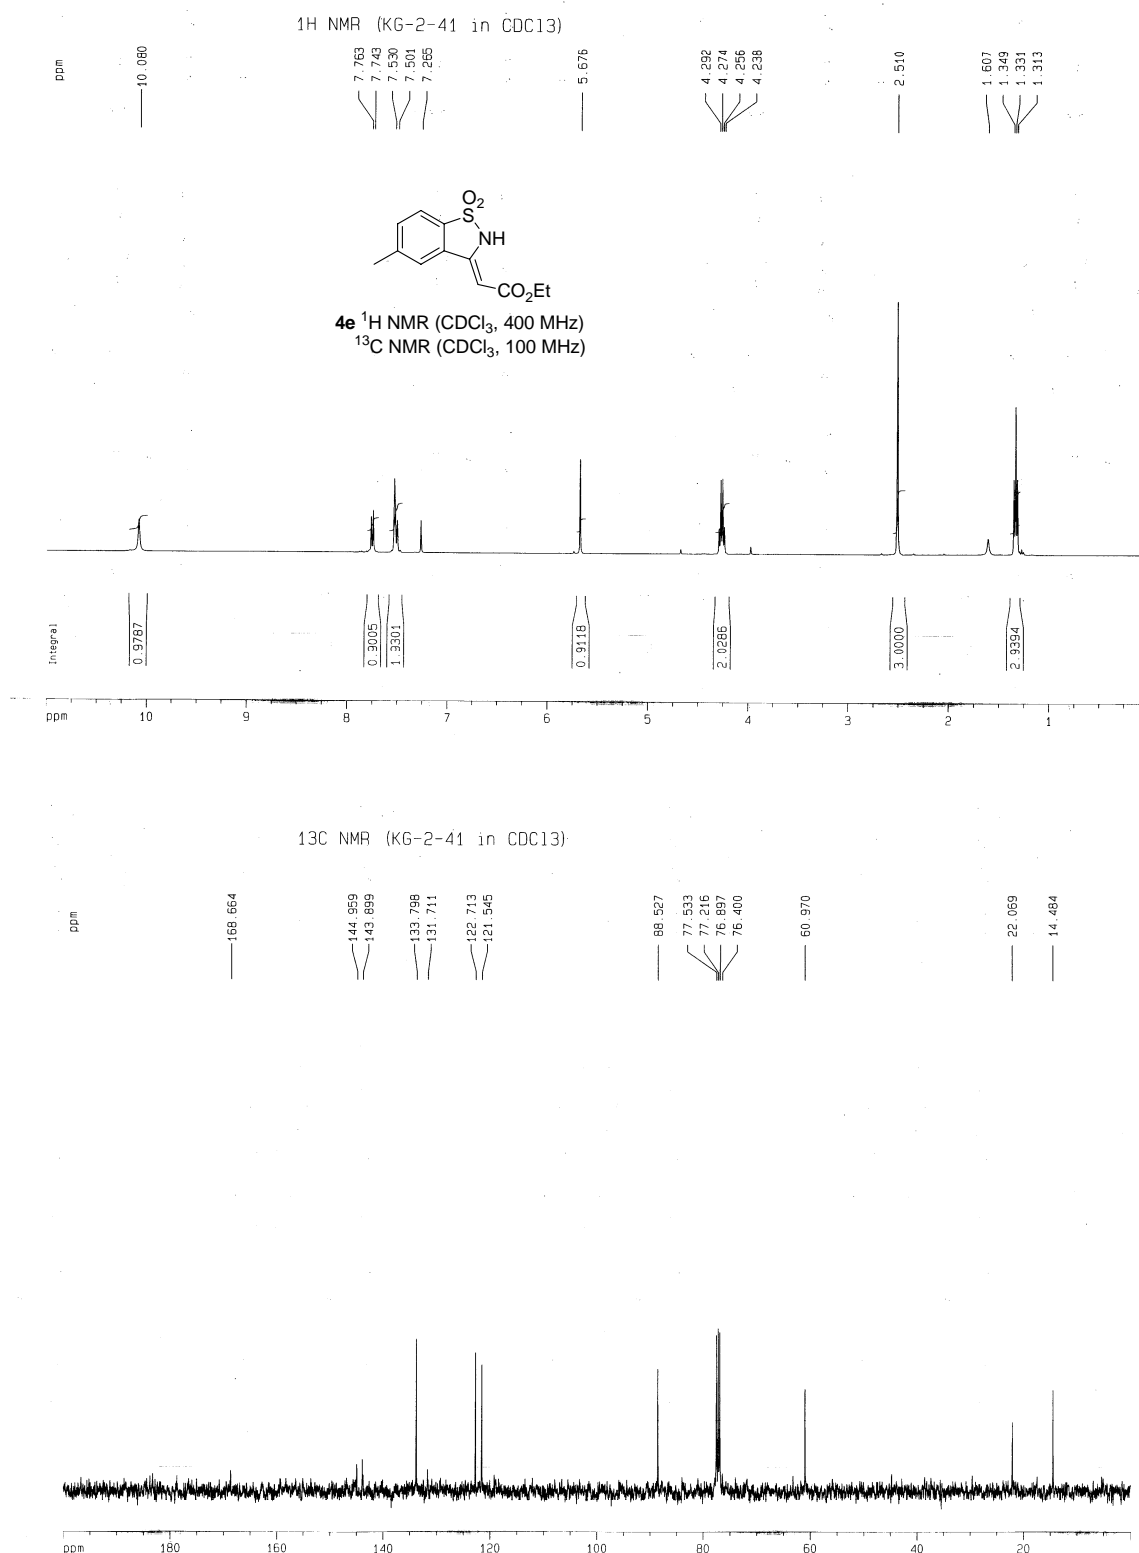 1H NMR (KG-2-41 in CDCl3)
ppm
10.080
7.763
7.743
7.530
7.501
7.265
5.676
4.292
4.274
4.256
4.238
2.510
1.607
1.349
1.331
1.313
O2
S
NH
CO2Et
4e 1H NMR (CDCl3, 400 MHz)
13C NMR (CDCl3, 100 MHz)
Integral
0.9787
0.9005
1.9301
0.9118
2.0286
3.0000
2.9394
ppm 10 9 8 7 6 5 4 3 2 1 0
13C NMR (KG-2-41 in CDCl3)
ppm
168.664
144.959
143.899
133.798
131.711
122.713
121.545
88.527
77.533
77.216
76.897
76.400
60.970
22.069
14.484
ppm 180 160 140 120 100 80 60 40 20